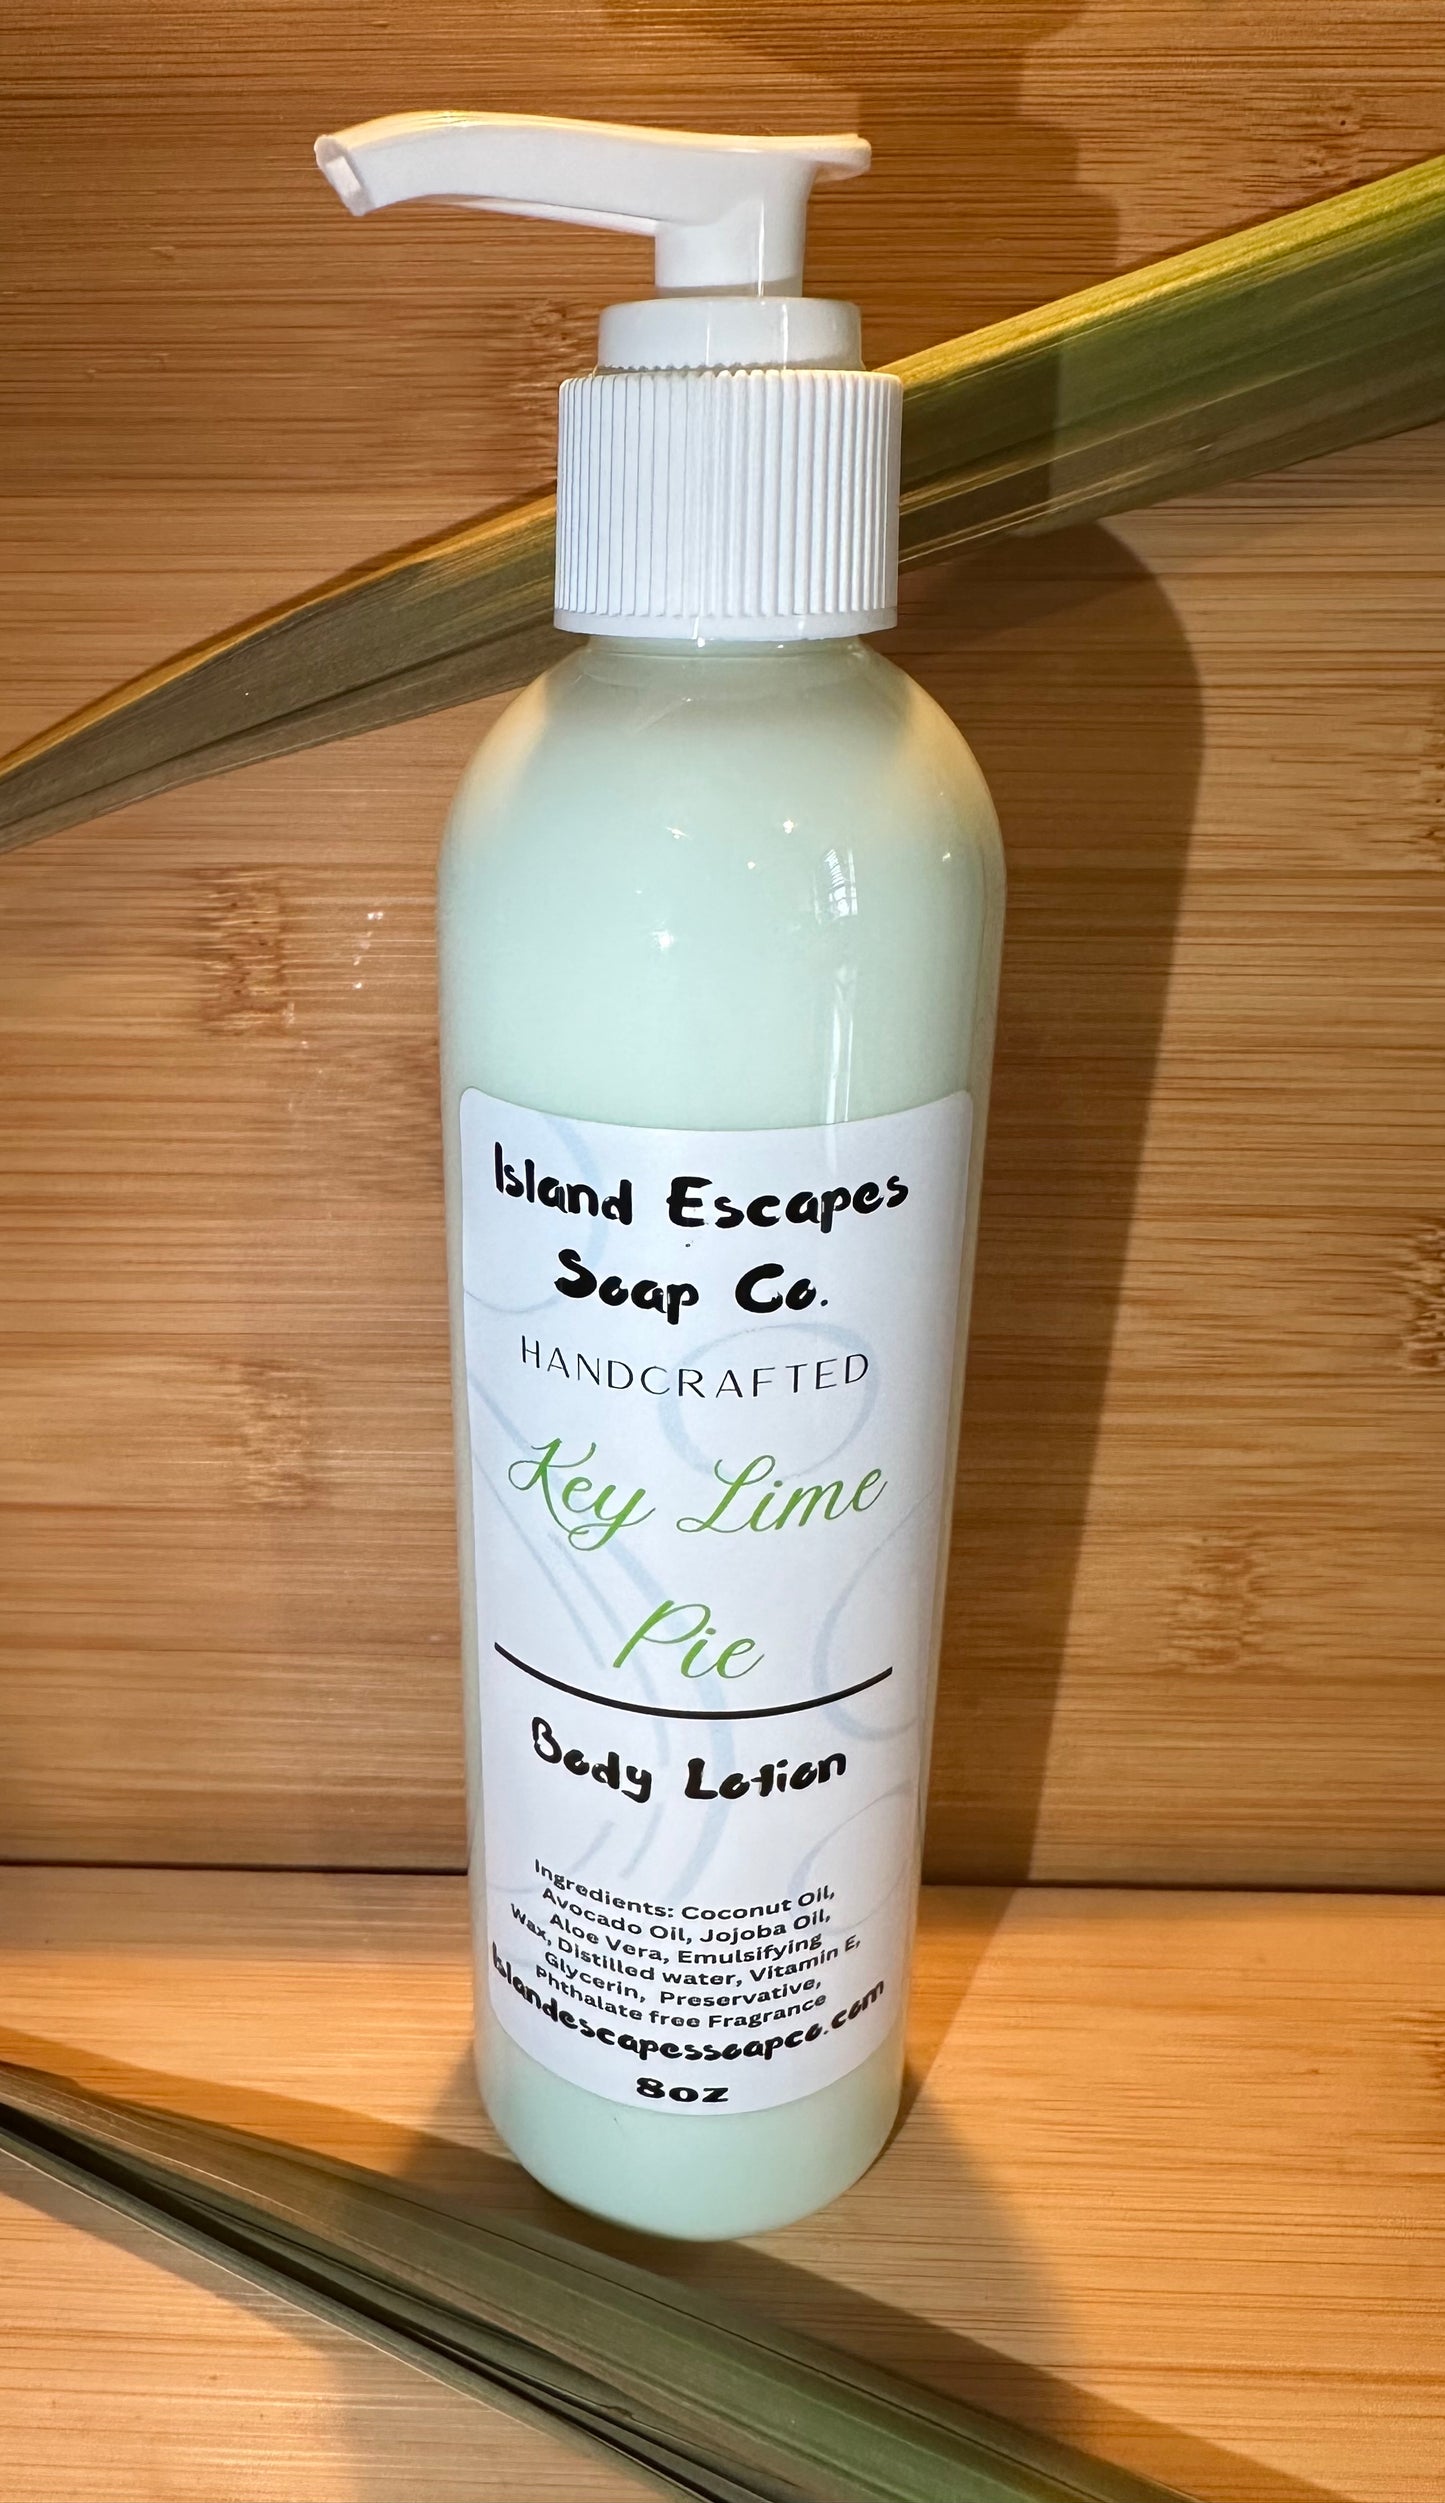 Island Escapes
Soap Co.
HANDCRAFTED
Key Lime
Pie
Body Lotion
Ingredients: Coconut Oil,
Avocado Oil, Jojoba Oil,
Aloe Vera, Emulsifying
Wax, Distilled water, Vitamin E,
Glycerin, Preservative,
Phthalate free Fragrance
Islandescapessoapco.com
8oz